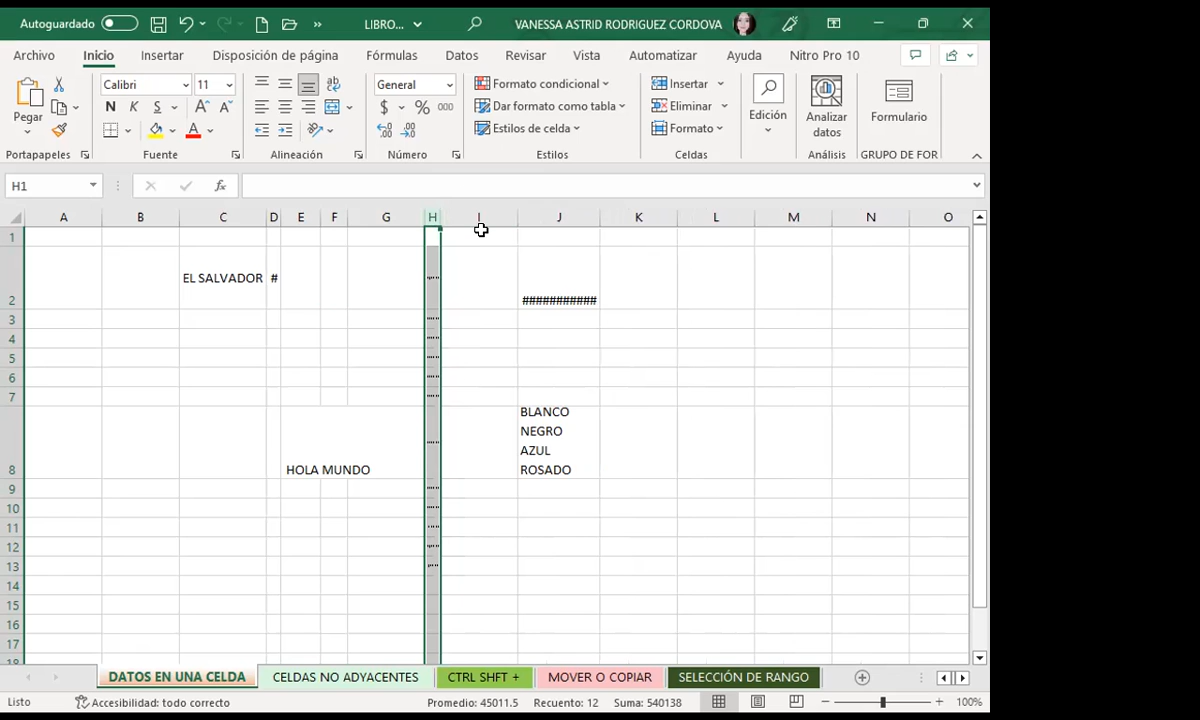 Autoguardado LIBRO... VANESSA ASTRID RODRIGUEZ CORDOVA
Archivo Inicio Insertar Disposición de página Fórmulas Datos Revisar Vista Automatizar Ayuda Nitro Pro 10
Pegar
Calibri 11
N K S
General
$ % 000
Formato condicional
Dar formato como tabla
Estilos de celda
Insertar
Eliminar
Formato
Edición
Analizar datos
Formulario
Portapapeles Fuente Alineación Número Estilos Celdas Análisis GRUPO DE FOR
H1 fx
A B C D E F G H I J K L M N O
1
EL SALVADOR #
2 ###########
3
4
5
6
7
BLANCO
NEGRO
AZUL
8 HOLA MUNDO ROSADO
9
10
11
12
13
14
15
16
17
18
DATOS EN UNA CELDA CELDAS NO ADYACENTES CTRL SHFT + MOVER O COPIAR SELECCIÓN DE RANGO
Listo Accesibilidad: todo correcto Promedio: 45011.5 Recuento: 12 Suma: 540138 100%